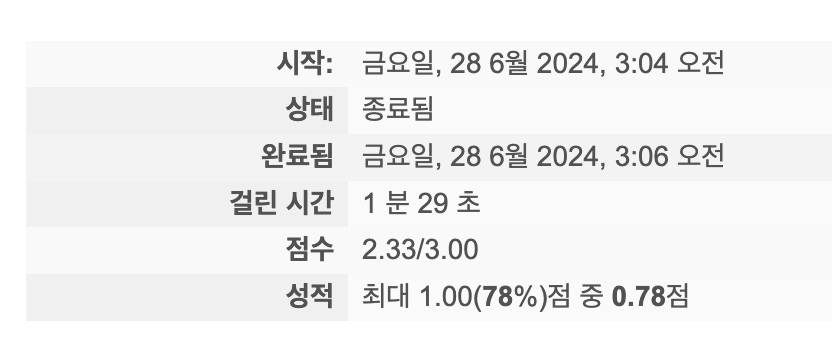 시작: 금요일, 28 6월 2024, 3:04 오전
상태 종료됨
완료됨 금요일, 28 6월 2024, 3:06 오전
걸린 시간 1 분 29 초
점수 2.33/3.00
성적 최대 1.00(78%)점 중 0.78점